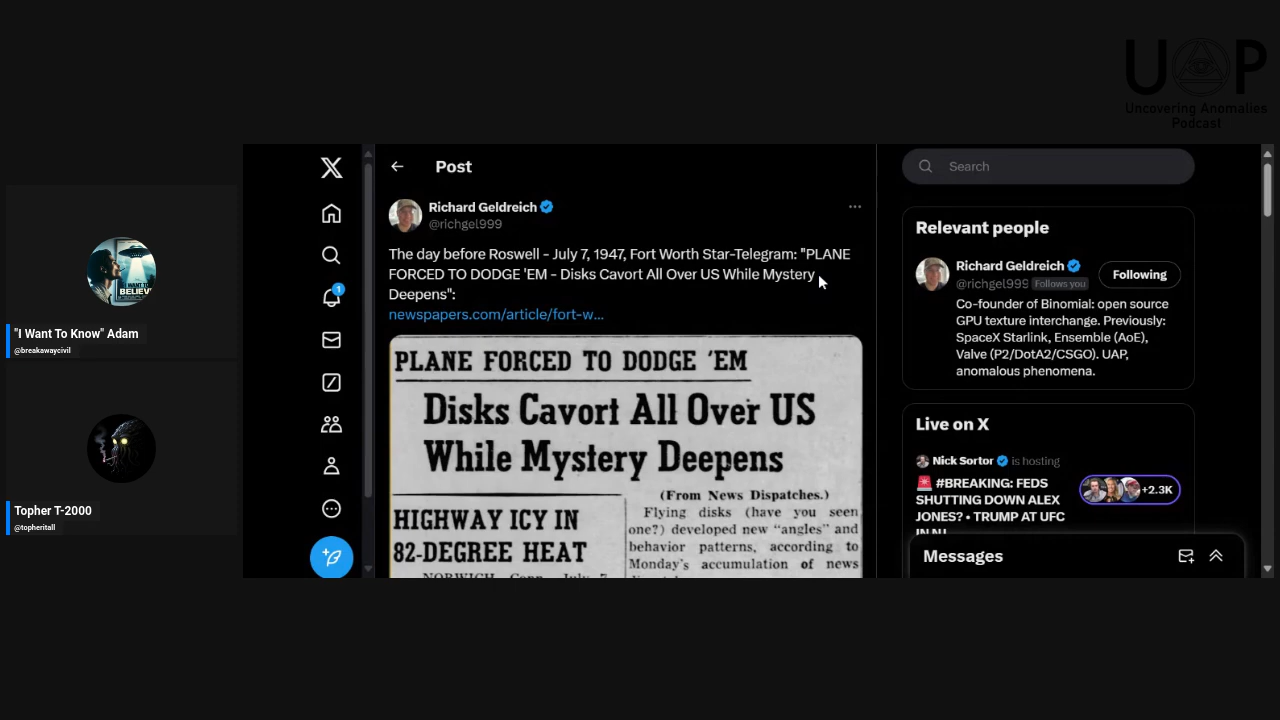 UAP
Uncovering Anomalies
Podcast
"I Want To Know" Adam
@breakawaycivil
Topher T-2000
@topheritall
Post
Richard Geldreich
@richgel999
The day before Roswell - July 7, 1947, Fort Worth Star-Telegram: "PLANE
FORCED TO DODGE 'EM - Disks Cavort All Over US While Mystery
Deepens":
newspapers.com/article/fort-w...
PLANE FORCED TO DODGE 'EM
Disks Cavort All Over US
While Mystery Deepens
HIGHWAY ICY IN
82-DEGREE HEAT
NORWICH, Conn., July 7
(From News Dispatches.)
Flying disks (have you seen
one?) developed new "angles" and
behavior patterns, according to
Monday's accumulation of news
Search
Relevant people
Richard Geldreich
@richgel999 Follows you
Following
Co-founder of Binomial: open source
GPU texture interchange. Previously:
SpaceX Starlink, Ensemble (AoE),
Valve (P2/DotA2/CSGO). UAP,
anomalous phenomena.
Live on X
Nick Sortor is hosting
🚨 #BREAKING: FEDS
SHUTTING DOWN ALEX
JONES? • TRUMP AT UFC
IN NJ
+2.3K
Messages
1